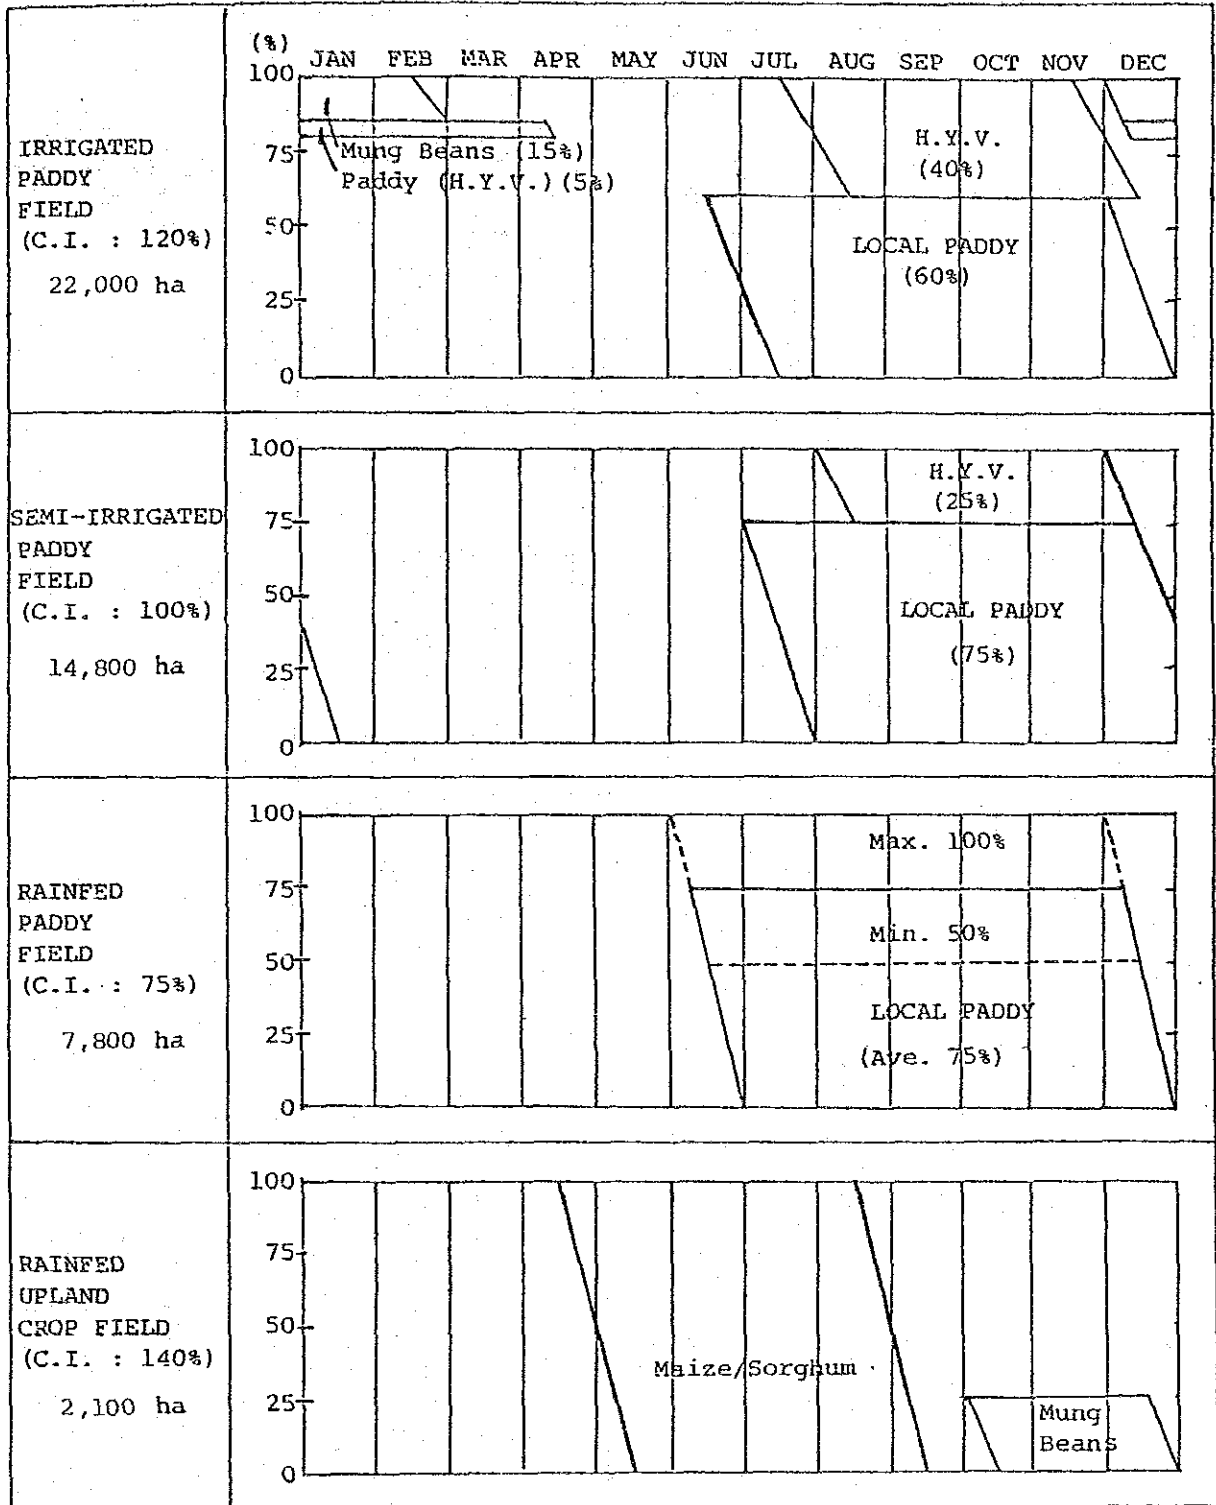 IRRIGATED
PADDY
FIELD
(C.I. : 120%)
22,000 ha
(%)
JAN FEB MAR APR MAY JUN JUL AUG SEP OCT NOV DEC
100
75
50
25
0
Mung Beans (15%)
Paddy (H.Y.V.) (5%)
H.Y.V.
(40%)
LOCAL PADDY
(60%)
SEMI-IRRIGATED
PADDY
FIELD
(C.I. : 100%)
14,800 ha
100
75
50
25
0
H.Y.V.
(25%)
LOCAL PADDY
(75%)
RAINFED
PADDY
FIELD
(C.I. : 75%)
7,800 ha
100
75
50
25
0
Max. 100%
Min. 50%
LOCAL PADDY
(Ave. 75%)
RAINFED
UPLAND
CROP FIELD
(C.I. : 140%)
2,100 ha
100
75
50
25
0
Maize/Sorghum
Mung
Beans